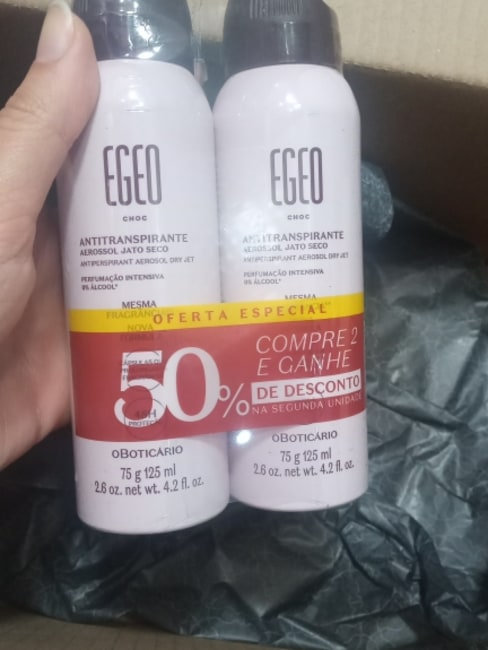 EGEO
CHOC
ANTITRANSPIRANTE
AEROSSOL JATO SECO
ANTIPERSPIRANT AEROSOL DRY JET
PERFUMAÇÃO INTENSIVA
0% ÁLCOOL*
MESMA
FRAGRÂNCIA
NOVA
FÓRMULA
48H
OBOTICÁRIO
75 g 125 ml
2.6 oz. net wt. 4.2 fl. oz.
EGEO
CHOC
ANTITRANSPIRANTE
AEROSSOL JATO SECO
ANTIPERSPIRANT AEROSOL DRY JET
PERFUMAÇÃO INTENSIVA
0% ÁLCOOL*
MESMA
OBOTICÁRIO
75 g 125 ml
2.6 oz. net wt. 4.2 fl. oz.
OFERTA ESPECIAL
50%
COMPRE 2
E GANHE
DE DESCONTO
NA SEGUNDA UNIDADE